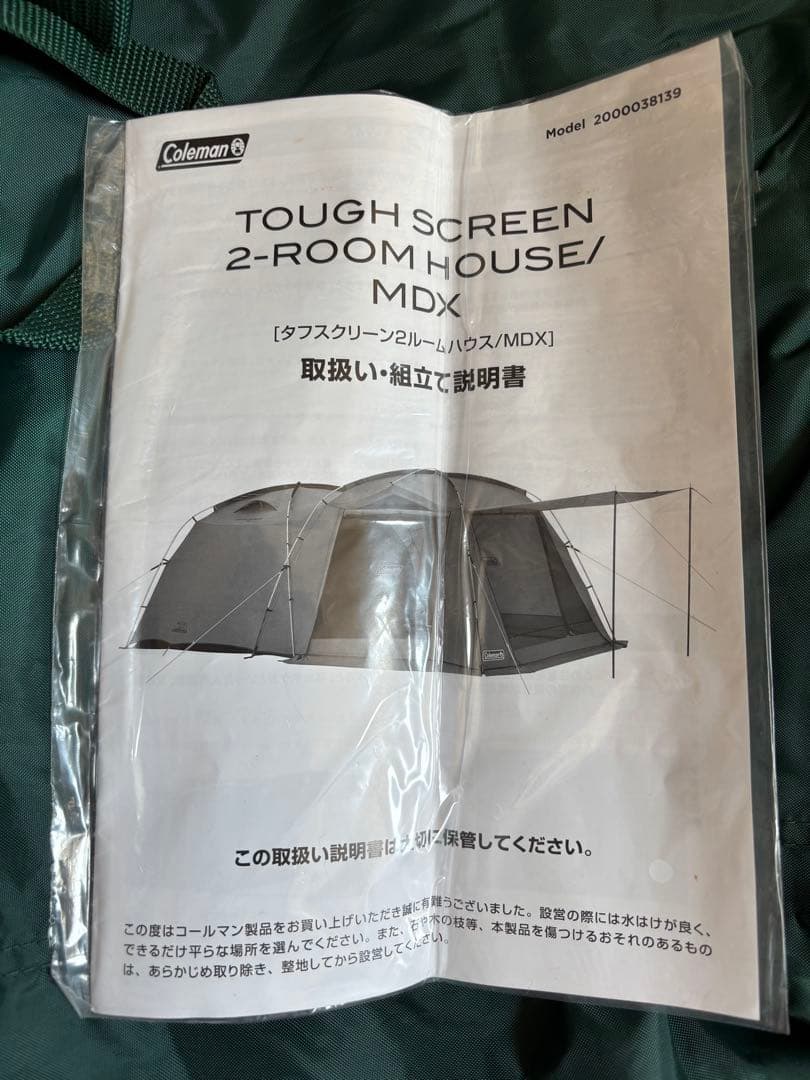 Coleman
Model 2000038139
TOUGH SCREEN
2-ROOM HOUSE/
MDX
[タフスクリーン2ルームハウス/MDX]
取扱い・組立て説明書
Coleman
この取扱い説明書は大切に保管してください。
この度はコールマン製品をお買い上げいただき誠に有難うございました。設営の際には水はけが良く、
できるだけ平らな場所を選んでください。また、石や木の枝等、本製品を傷つけるおそれのあるもの
は、あらかじめ取り除き、整地してから設営してください。